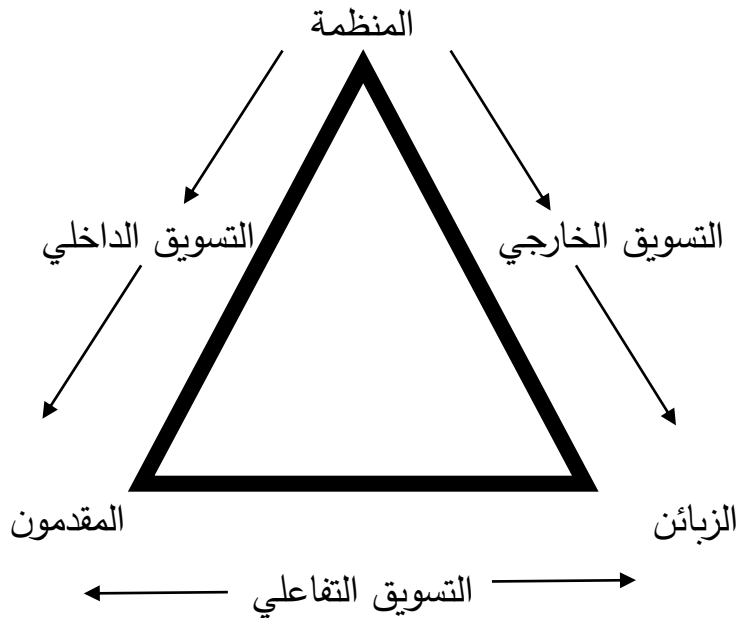 المنظمة
التسويق الخارجي
التسويق الداخلي
الزبائن
المقدمون
التسويق التفاعلي